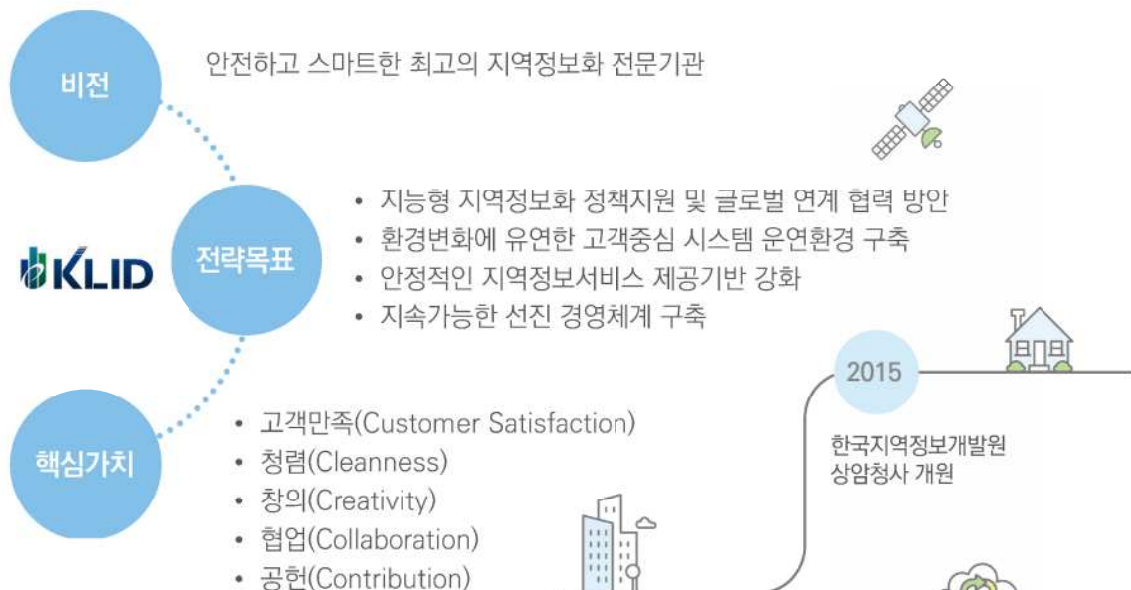 비전
안전하고 스마트한 최고의 지역정보화 전문기관
KLID
전략목표
• 지능형 지역정보화 정책지원 및 글로벌 연계 협력 방안
• 환경변화에 유연한 고객중심 시스템 운연환경 구축
• 안정적인 지역정보서비스 제공기반 강화
• 지속가능한 선진 경영체계 구축
핵심가치
• 고객만족(Customer Satisfaction)
• 청렴(Cleanness)
• 창의(Creativity)
• 협업(Collaboration)
• 공헌(Contribution)
2015
한국지역정보개발원
상암청사 개원